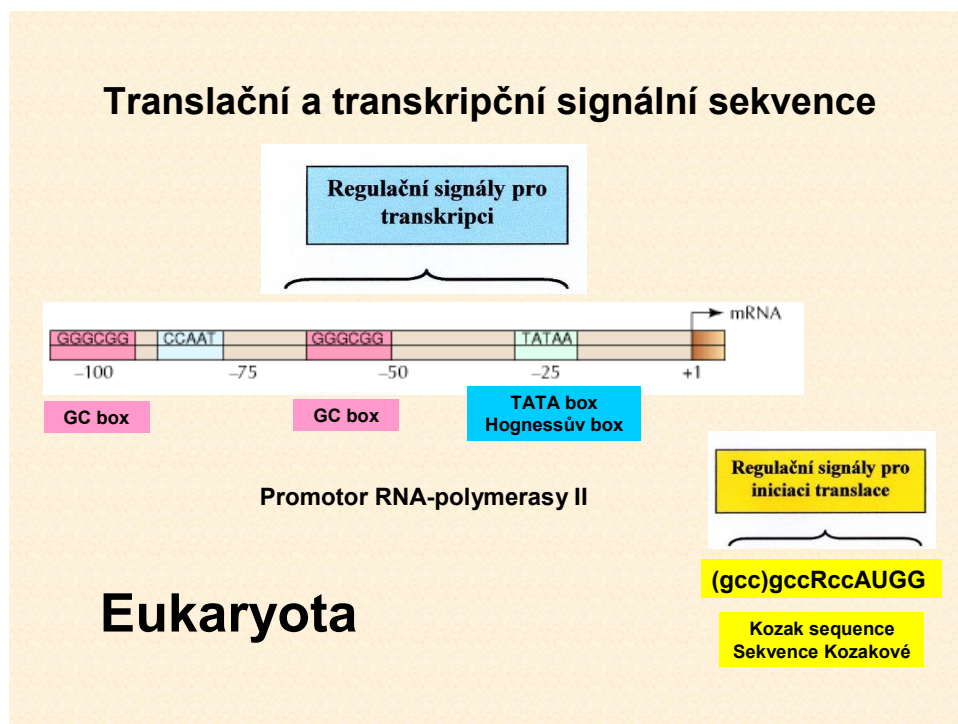 Translační a transkripční signální sekvence
Regulační signály pro
transkripci
mRNA
GGGCGG CCAAT GGGCGG TATAA
–100 –75 –50 –25 +1
GC box GC box TATA box
Hognessův box
Regulační signály pro
iniciaci translace
Promotor RNA-polymerasy II
(gcc)gccRccAUGG
Eukaryota
Kozak sequence
Sekvence Kozakové